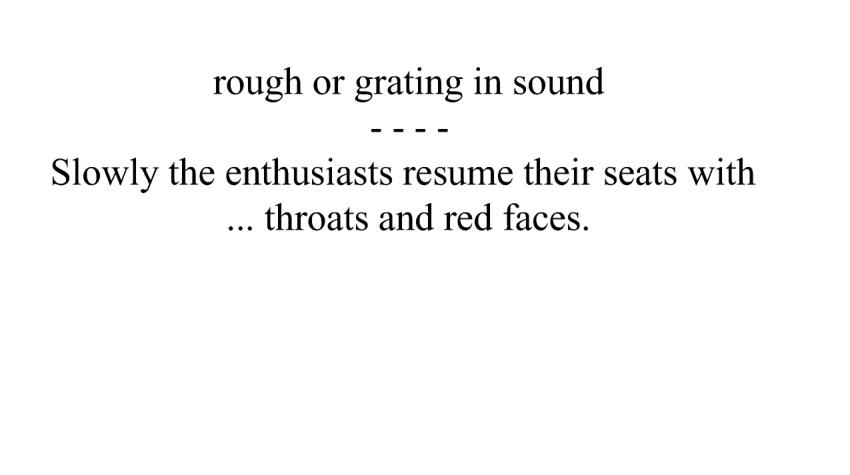 rough or grating in sound
- - - -
Slowly the enthusiasts resume their seats with
... throats and red faces.